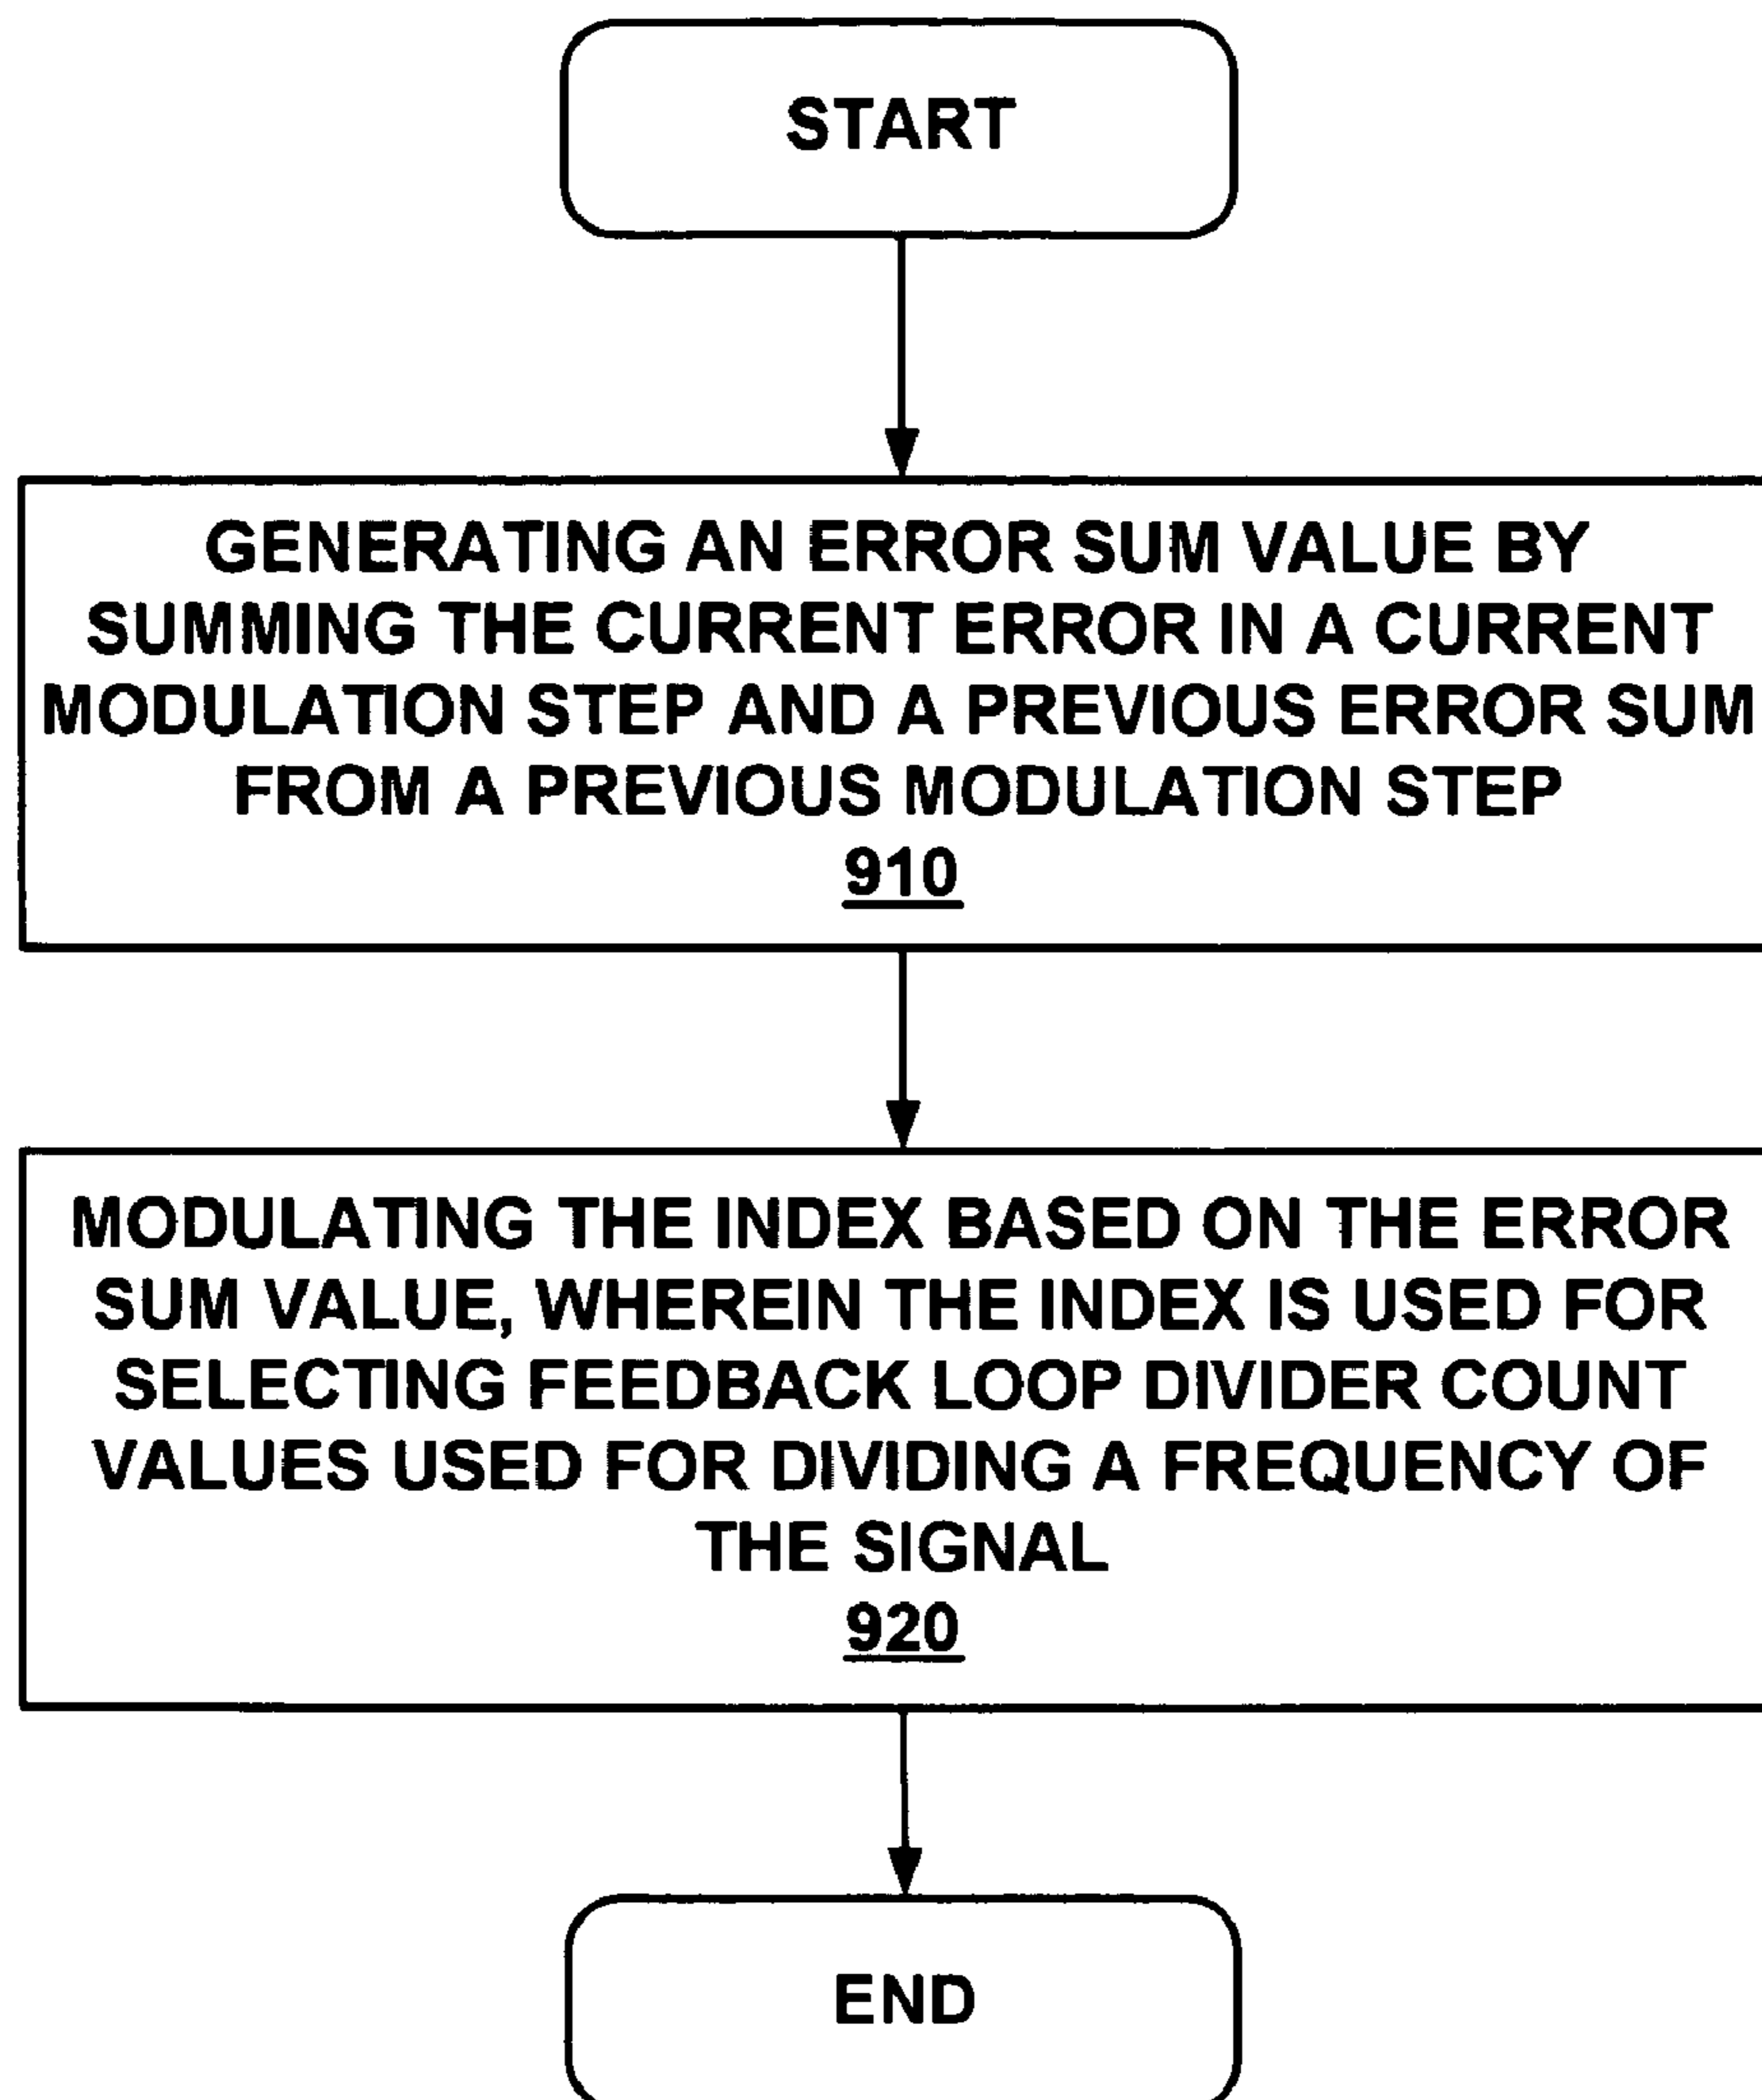 START
GENERATING AN ERROR SUM VALUE BY
SUMMING THE CURRENT ERROR IN A CURRENT
MODULATION STEP AND A PREVIOUS ERROR SUM
FROM A PREVIOUS MODULATION STEP
910
MODULATING THE INDEX BASED ON THE ERROR
SUM VALUE, WHEREIN THE INDEX IS USED FOR
SELECTING FEEDBACK LOOP DIVIDER COUNT
VALUES USED FOR DIVIDING A FREQUENCY OF
THE SIGNAL
920
END